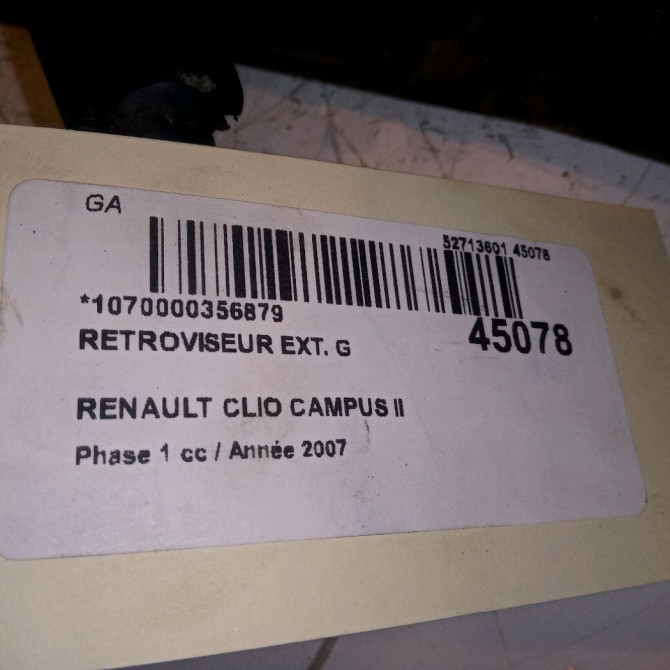 GA
52713601 45078
*1070000356879
45078
RETROVISEUR EXT. G
RENAULT CLIO CAMPUS II
Phase 1 cc / Année 2007